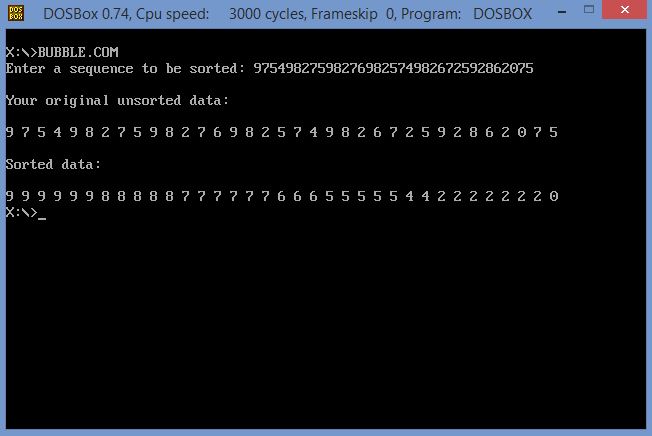 DOS
BOX
DOSBox 0.74, Cpu speed: 3000 cycles, Frameskip 0, Program: DOSBOX
X:\>BUBBLE.COM
Enter a sequence to be sorted: 97549827598276982574982672592862075
Your original unsorted data:
9 7 5 4 9 8 2 7 5 9 8 2 7 6 9 8 2 5 7 4 9 8 2 6 7 2 5 9 2 8 6 2 0 7 5
Sorted data:
9 9 9 9 9 9 8 8 8 8 8 7 7 7 7 7 7 6 6 6 5 5 5 5 5 4 4 2 2 2 2 2 2 2 0
X:\>_